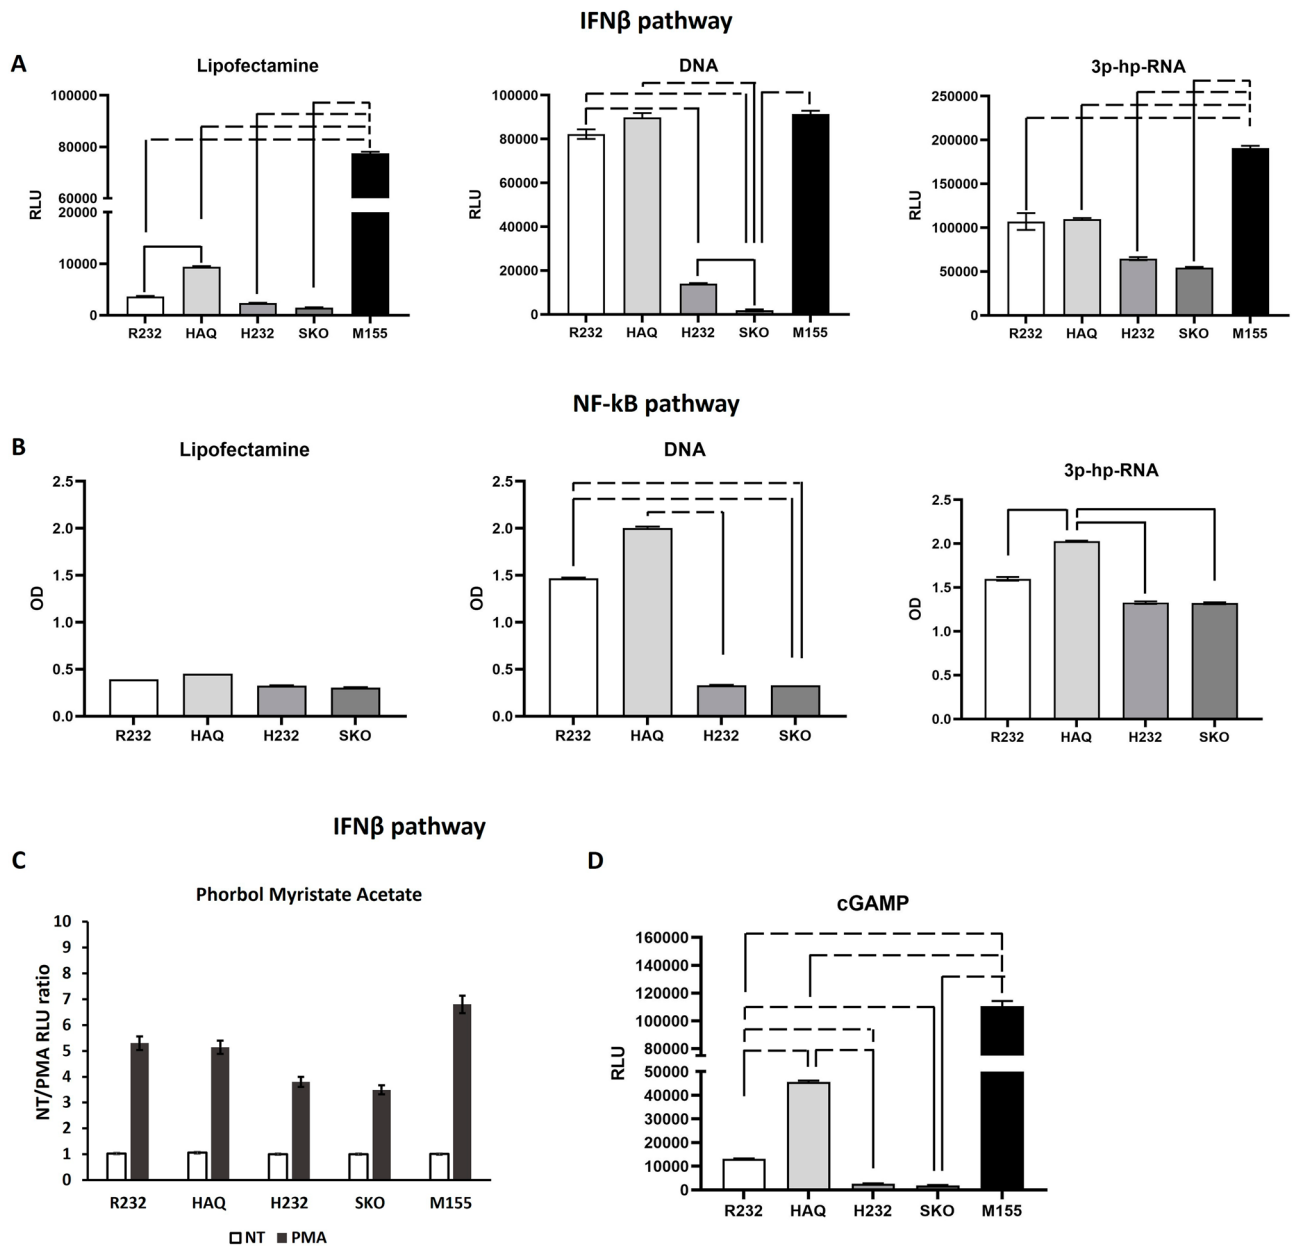 IFNβ pathway
A
Lipofectamine
RLU
100000
80000
60000
20000
10000
0
R232 HAQ H232 SKO M155
DNA
RLU
100000
80000
60000
40000
20000
0
R232 HAQ H232 SKO M155
3p-hp-RNA
RLU
250000
200000
150000
100000
50000
0
R232 HAQ H232 SKO M155
NF-kB pathway
B
Lipofectamine
OD
2.5
2.0
1.5
1.0
0.5
0.0
R232 HAQ H232 SKO
DNA
OD
2.5
2.0
1.5
1.0
0.5
0.0
R232 HAQ H232 SKO
3p-hp-RNA
OD
2.5
2.0
1.5
1.0
0.5
0.0
R232 HAQ H232 SKO
IFNβ pathway
C
Phorbol Myristate Acetate
NT/PMA RLU ratio
10
9
8
7
6
5
4
3
2
1
0
R232 HAQ H232 SKO M155
NT PMA
D
cGAMP
RLU
160000
140000
120000
100000
80000
50000
40000
30000
20000
10000
0
R232 HAQ H232 SKO M155